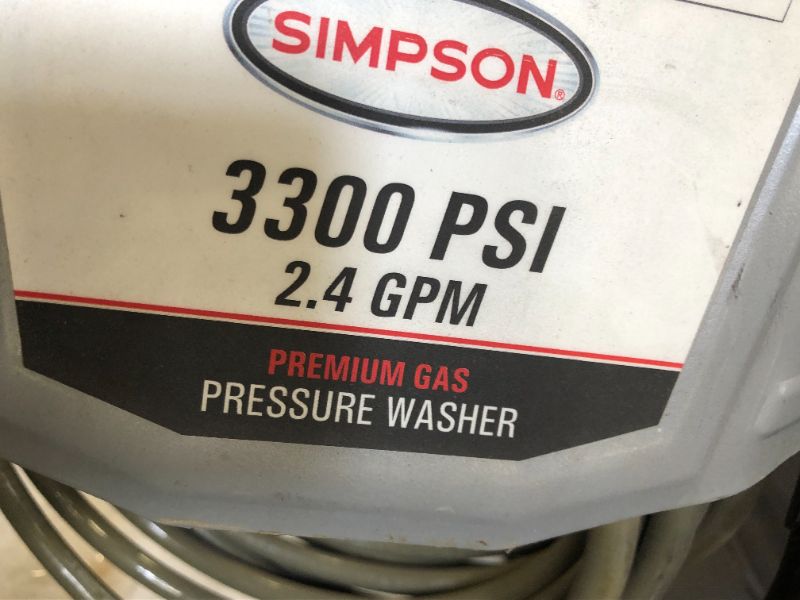 SIMPSON®
3300 PSI
2.4 GPM
PREMIUM GAS
PRESSURE WASHER